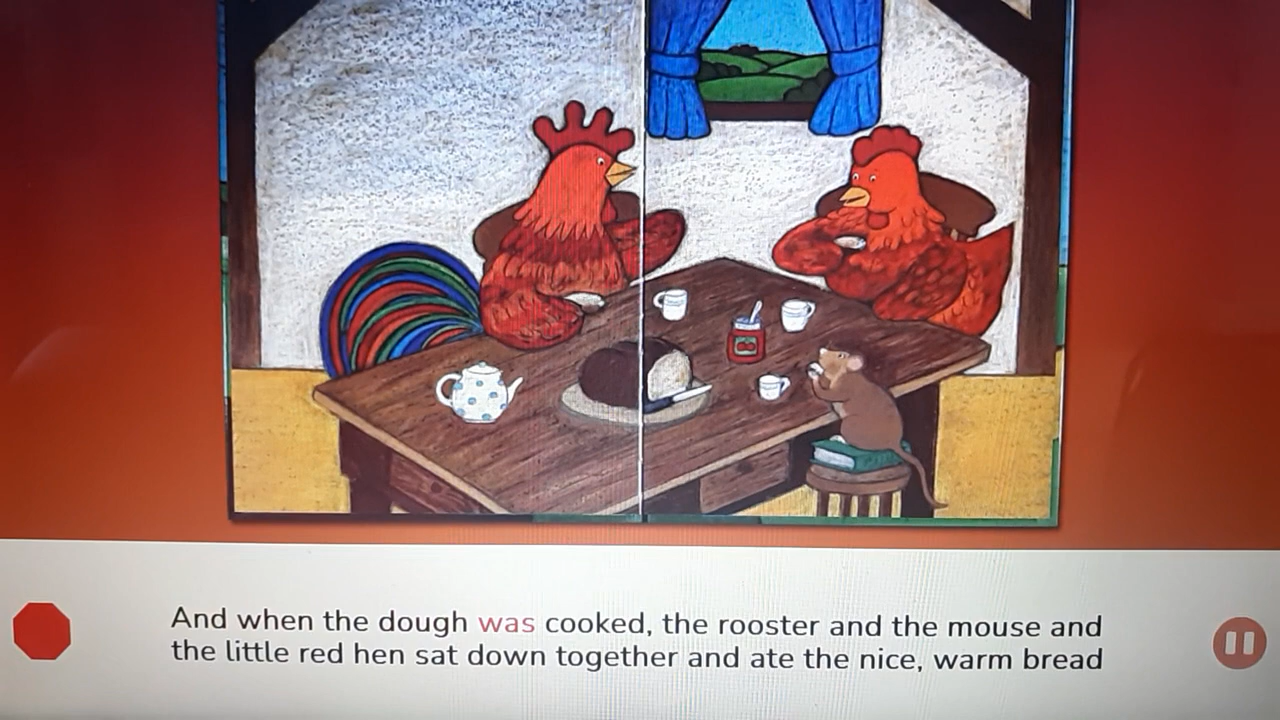 And when the dough was cooked, the rooster and the mouse and
the little red hen sat down together and ate the nice, warm bread